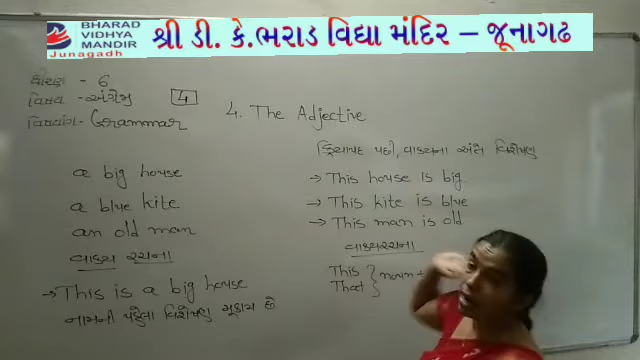 BHARAD
VIDHYA
MANDIR
Junagadh
શ્રી ડી. કે.ભરાડ વિદ્યા મંદિર – જૂનાગઢ
ધોરણ - 6
વિષય - અંગ્રેજી
4
વિષયાંગ - Grammar
4. The Adjective
a big house
a blue kite
an old man
વાક્ય રચના
→ This is a big house
નામની પહેલા વિશેષણ મૂકાય છે
ક્રિયાપદ પછી, વાક્યના અંતે વિશેષણ
→ This house is big
→ This kite is blue
→ This man is old
વાક્યરચના
This } noun +
That